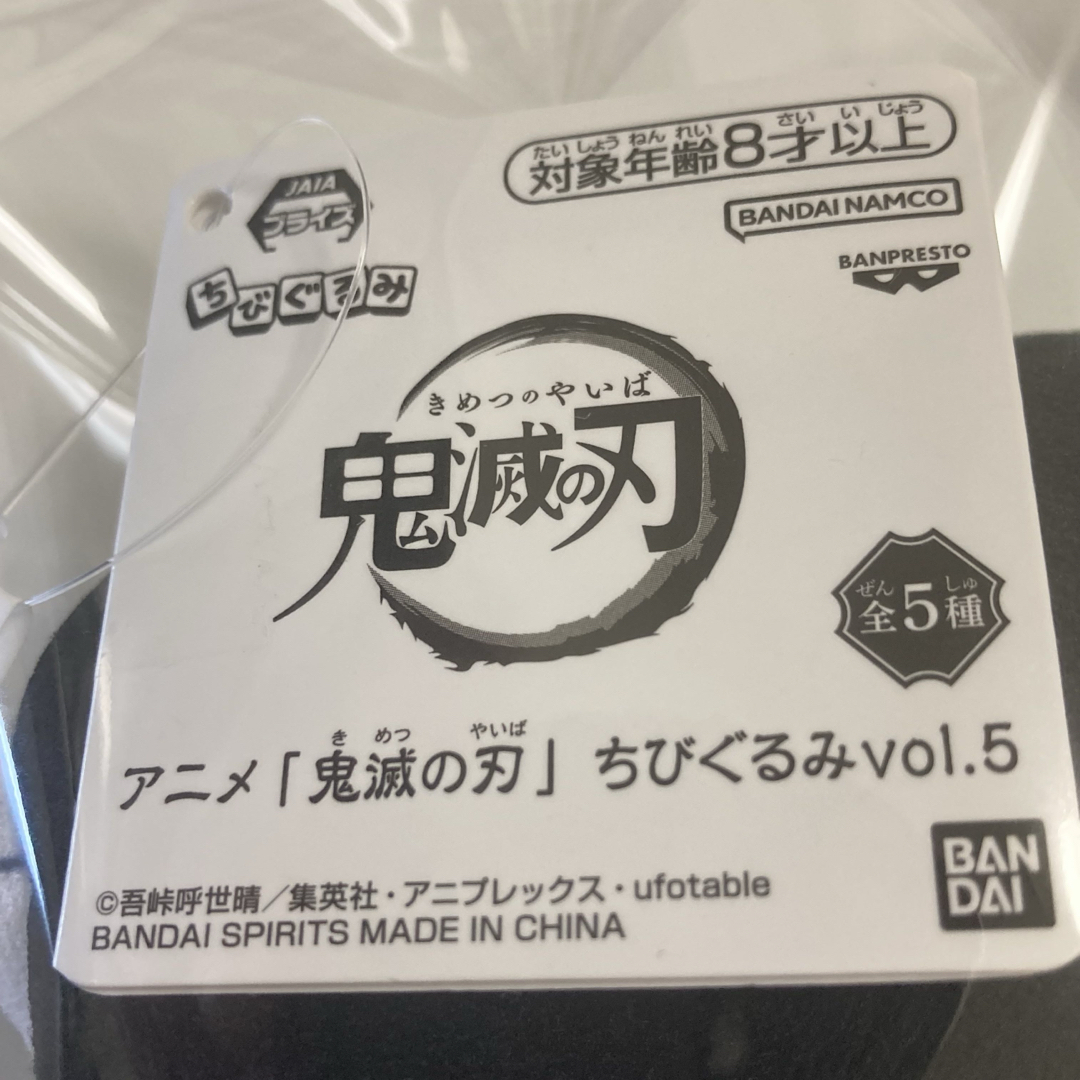 たいしょうねんれい さい いじょう
対象年齢8才以上
JAIA
プライズ
BANDAI NAMCO
BANPRESTO
ちびぐるみ
きめつのやいば
鬼滅の刃
ぜん しゅ
全5種
き めつ やいば
アニメ「鬼滅の刃」ちびぐるみvol.5
©吾峠呼世晴/集英社・アニプレックス・ufotable
BANDAI SPIRITS MADE IN CHINA
BAN
DAI